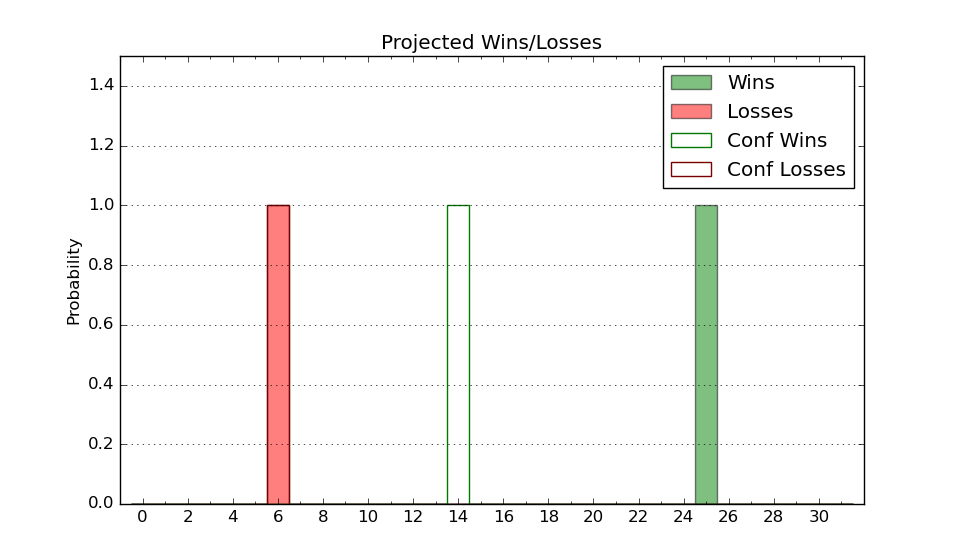 Projected Wins/Losses
Wins
Losses
Conf Wins
Conf Losses
Probability
1.4
1.2
1.0
0.8
0.6
0.4
0.2
0.0
0 2 4 6 8 10 12 14 16 18 20 22 24 26 28 30